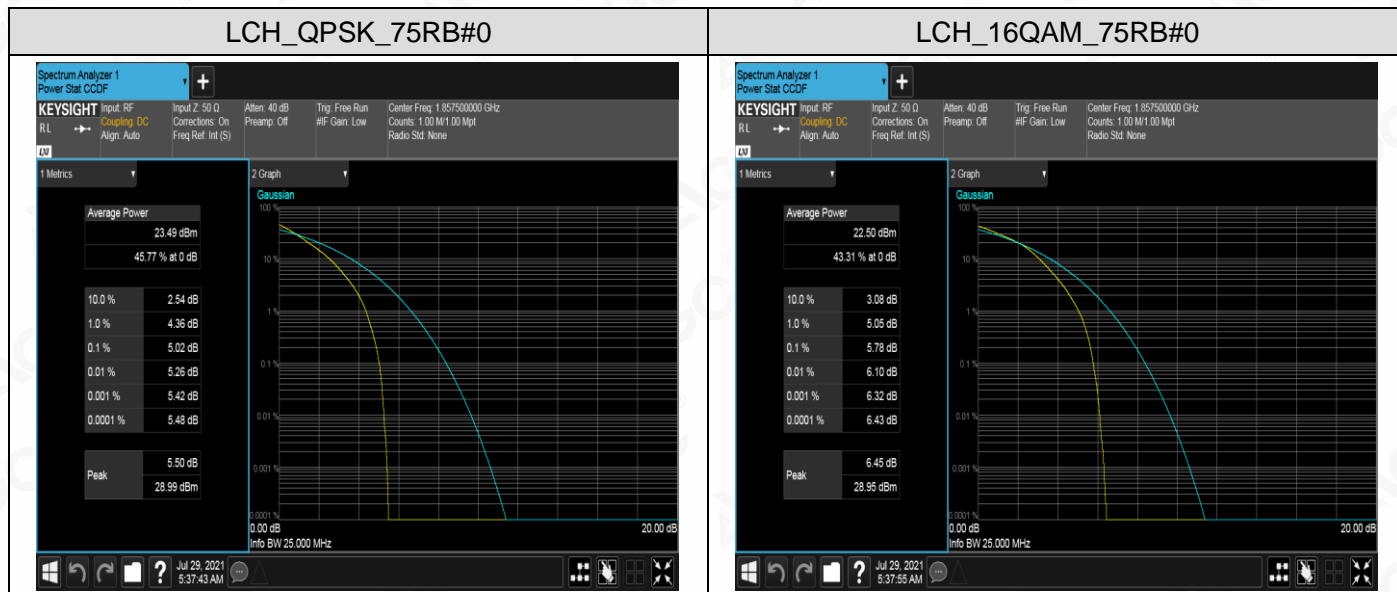 LCH_QPSK_75RB#0
Spectrum Analyzer 1
Power Stat CCDF
+
KEYSIGHT Input: RF Input Z: 50 Ω Atten: 40 dB Trig: Free Run Center Freq: 1.857500000 GHz
RL Coupling: DC Corrections: On Preamp: Off #IF Gain: Low Counts: 1.00 M/1.00 Mpt
Align: Auto Freq Ref: Int (S) Radio Std: None
LXI
1 Metrics
2 Graph
Average Power
23.49 dBm
45.77 % at 0 dB
10.0 % 2.54 dB
1.0 % 4.36 dB
0.1 % 5.02 dB
0.01 % 5.26 dB
0.001 % 5.42 dB
0.0001 % 5.48 dB
Peak
5.50 dB
28.99 dBm
Gaussian
100 %
10 %
1 %
0.1 %
0.01 %
0.001 %
0.0001 %
0.00 dB 20.00 dB
Info BW 25.000 MHz
?
Jul 29, 2021
5:37:43 AM
LCH_16QAM_75RB#0
Spectrum Analyzer 1
Power Stat CCDF
+
KEYSIGHT Input: RF Input Z: 50 Ω Atten: 40 dB Trig: Free Run Center Freq: 1.857500000 GHz
RL Coupling: DC Corrections: On Preamp: Off #IF Gain: Low Counts: 1.00 M/1.00 Mpt
Align: Auto Freq Ref: Int (S) Radio Std: None
LXI
1 Metrics
2 Graph
Average Power
22.50 dBm
43.31 % at 0 dB
10.0 % 3.08 dB
1.0 % 5.05 dB
0.1 % 5.78 dB
0.01 % 6.10 dB
0.001 % 6.32 dB
0.0001 % 6.43 dB
Peak
6.45 dB
28.95 dBm
Gaussian
100 %
10 %
1 %
0.1 %
0.01 %
0.001 %
0.0001 %
0.00 dB 20.00 dB
Info BW 25.000 MHz
?
Jul 29, 2021
5:37:55 AM